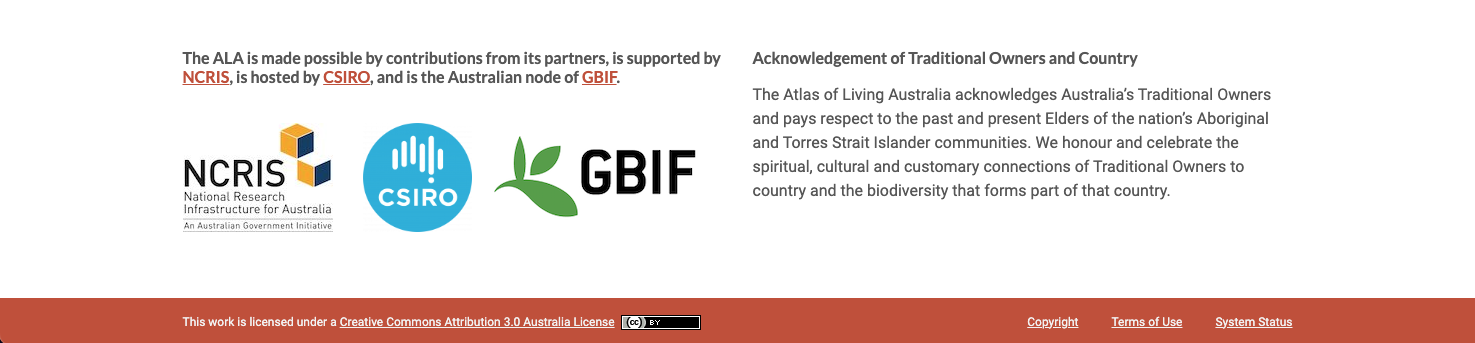 The ALA is made possible by contributions from its partners, is supported by
NCRIS, is hosted by CSIRO, and is the Australian node of GBIF.
NCRIS
National Research
Infrastructure for Australia
An Australian Government Initiative
CSIRO
GBIF
Acknowledgement of Traditional Owners and Country
The Atlas of Living Australia acknowledges Australia’s Traditional Owners
and pays respect to the past and present Elders of the nation’s Aboriginal
and Torres Strait Islander communities. We honour and celebrate the
spiritual, cultural and customary connections of Traditional Owners to
country and the biodiversity that forms part of that country.
This work is licensed under a Creative Commons Attribution 3.0 Australia License (cc) BY
Copyright Terms of Use System Status